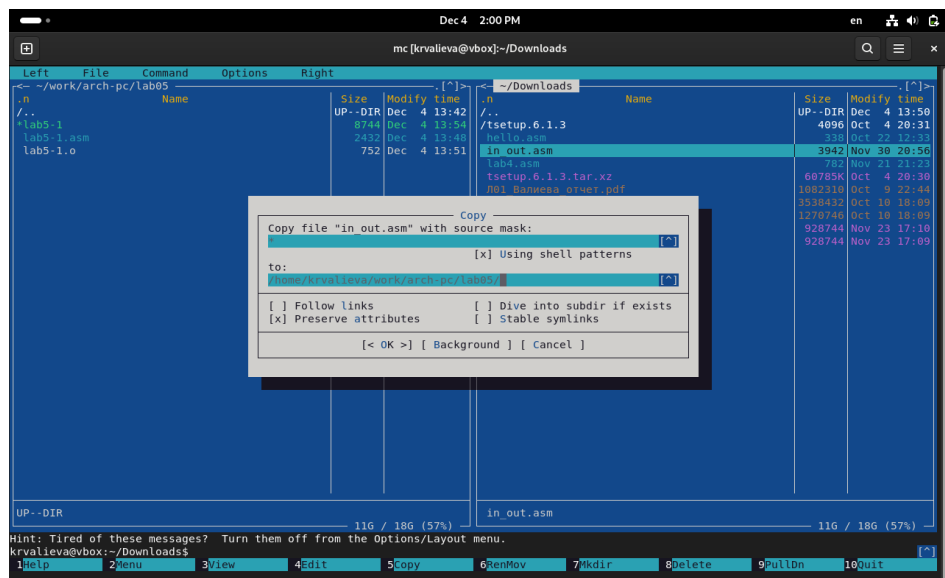 Dec 4 2:00 PM
en
mc [krvalieva@vbox]:~/Downloads
Left File Command Options Right
<- ~/work/arch-pc/lab05 .[^]> <- ~/Downloads .[^]>
.n Name Size Modify time .n Name Size Modify time
/.. UP--DIR Dec 4 13:42 /.. UP--DIR Dec 4 13:50
*lab5-1 8744 Dec 4 13:54 /tsetup.6.1.3 4096 Oct 4 20:31
lab5-1.asm 2432 Dec 4 13:48 hello.asm 338 Oct 22 12:33
lab5-1.o 752 Dec 4 13:51 in_out.asm 3942 Nov 30 20:56
lab4.asm 782 Nov 21 21:23
tsetup.6.1.3.tar.xz 60785K Oct 4 20:30
Л01_Валиева_отчет.pdf 1082310 Oct 9 22:44
3538432 Oct 10 18:09
1270746 Oct 10 18:09
928744 Nov 23 17:10
928744 Nov 23 17:09
Copy
Copy file "in_out.asm" with source mask:
* [^]
[x] Using shell patterns
to:
/home/krvalieva/work/arch-pc/lab05/ [^]
[ ] Follow links [ ] Dive into subdir if exists
[x] Preserve attributes [ ] Stable symlinks
[< OK >] [ Background ] [ Cancel ]
UP--DIR in_out.asm
11G / 18G (57%) 11G / 18G (57%)
Hint: Tired of these messages? Turn them off from the Options/Layout menu.
krvalieva@vbox:~/Downloads$ [^]
1Help 2Menu 3View 4Edit 5Copy 6RenMov 7Mkdir 8Delete 9PullDn 10Quit